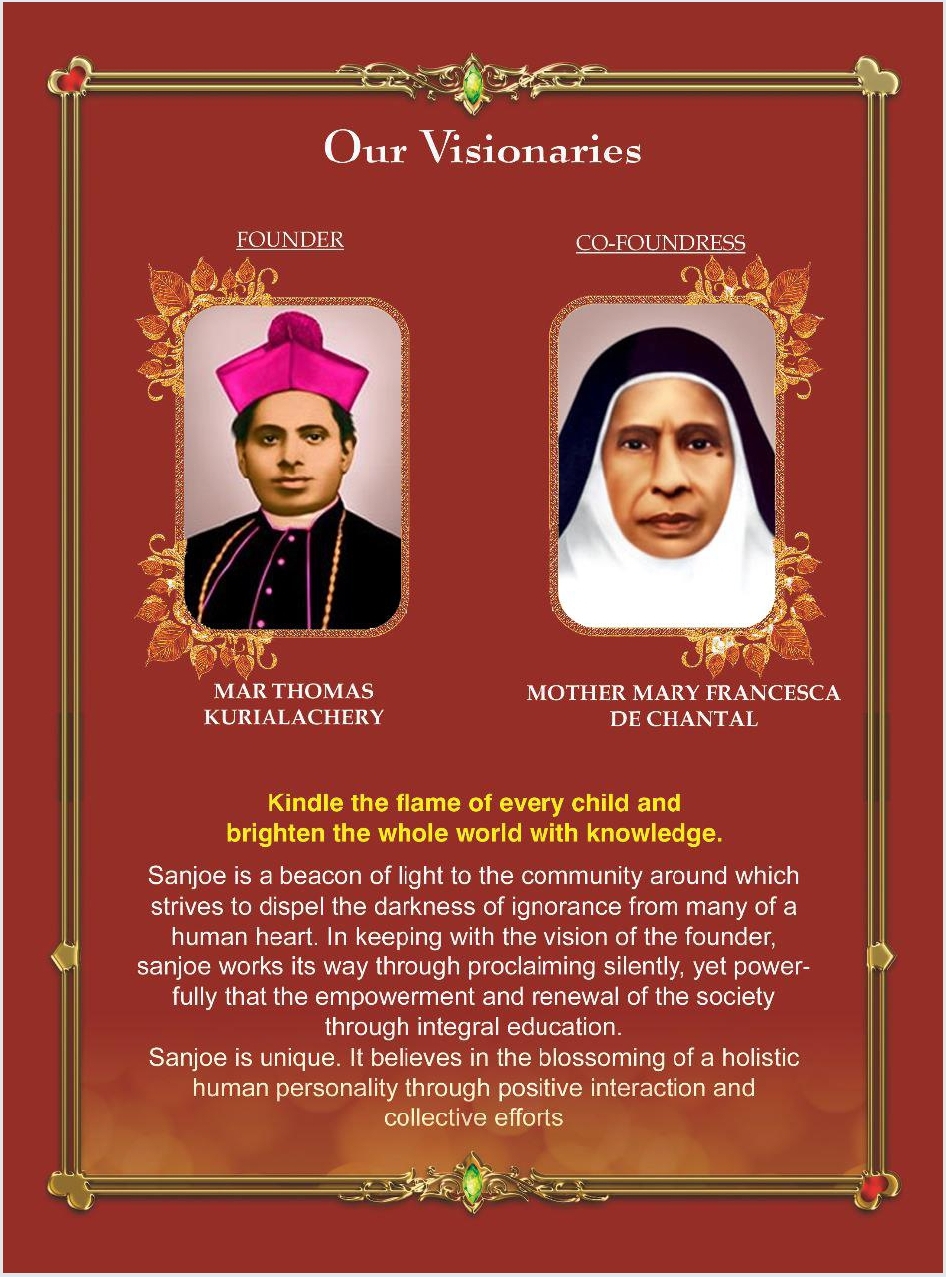 Our Visionaries
FOUNDER
CO-FOUNDRESS
MAR THOMAS
KURIALACHERY
MOTHER MARY FRANCESCA
DE CHANTAL
Kindle the flame of every child and
brighten the whole world with knowledge.
Sanjoe is a beacon of light to the community around which
strives to dispel the darkness of ignorance from many of a
human heart. In keeping with the vision of the founder,
sanjoe works its way through proclaiming silently, yet power-
fully that the empowerment and renewal of the society
through integral education.
Sanjoe is unique. It believes in the blossoming of a holistic
human personality through positive interaction and
collective efforts